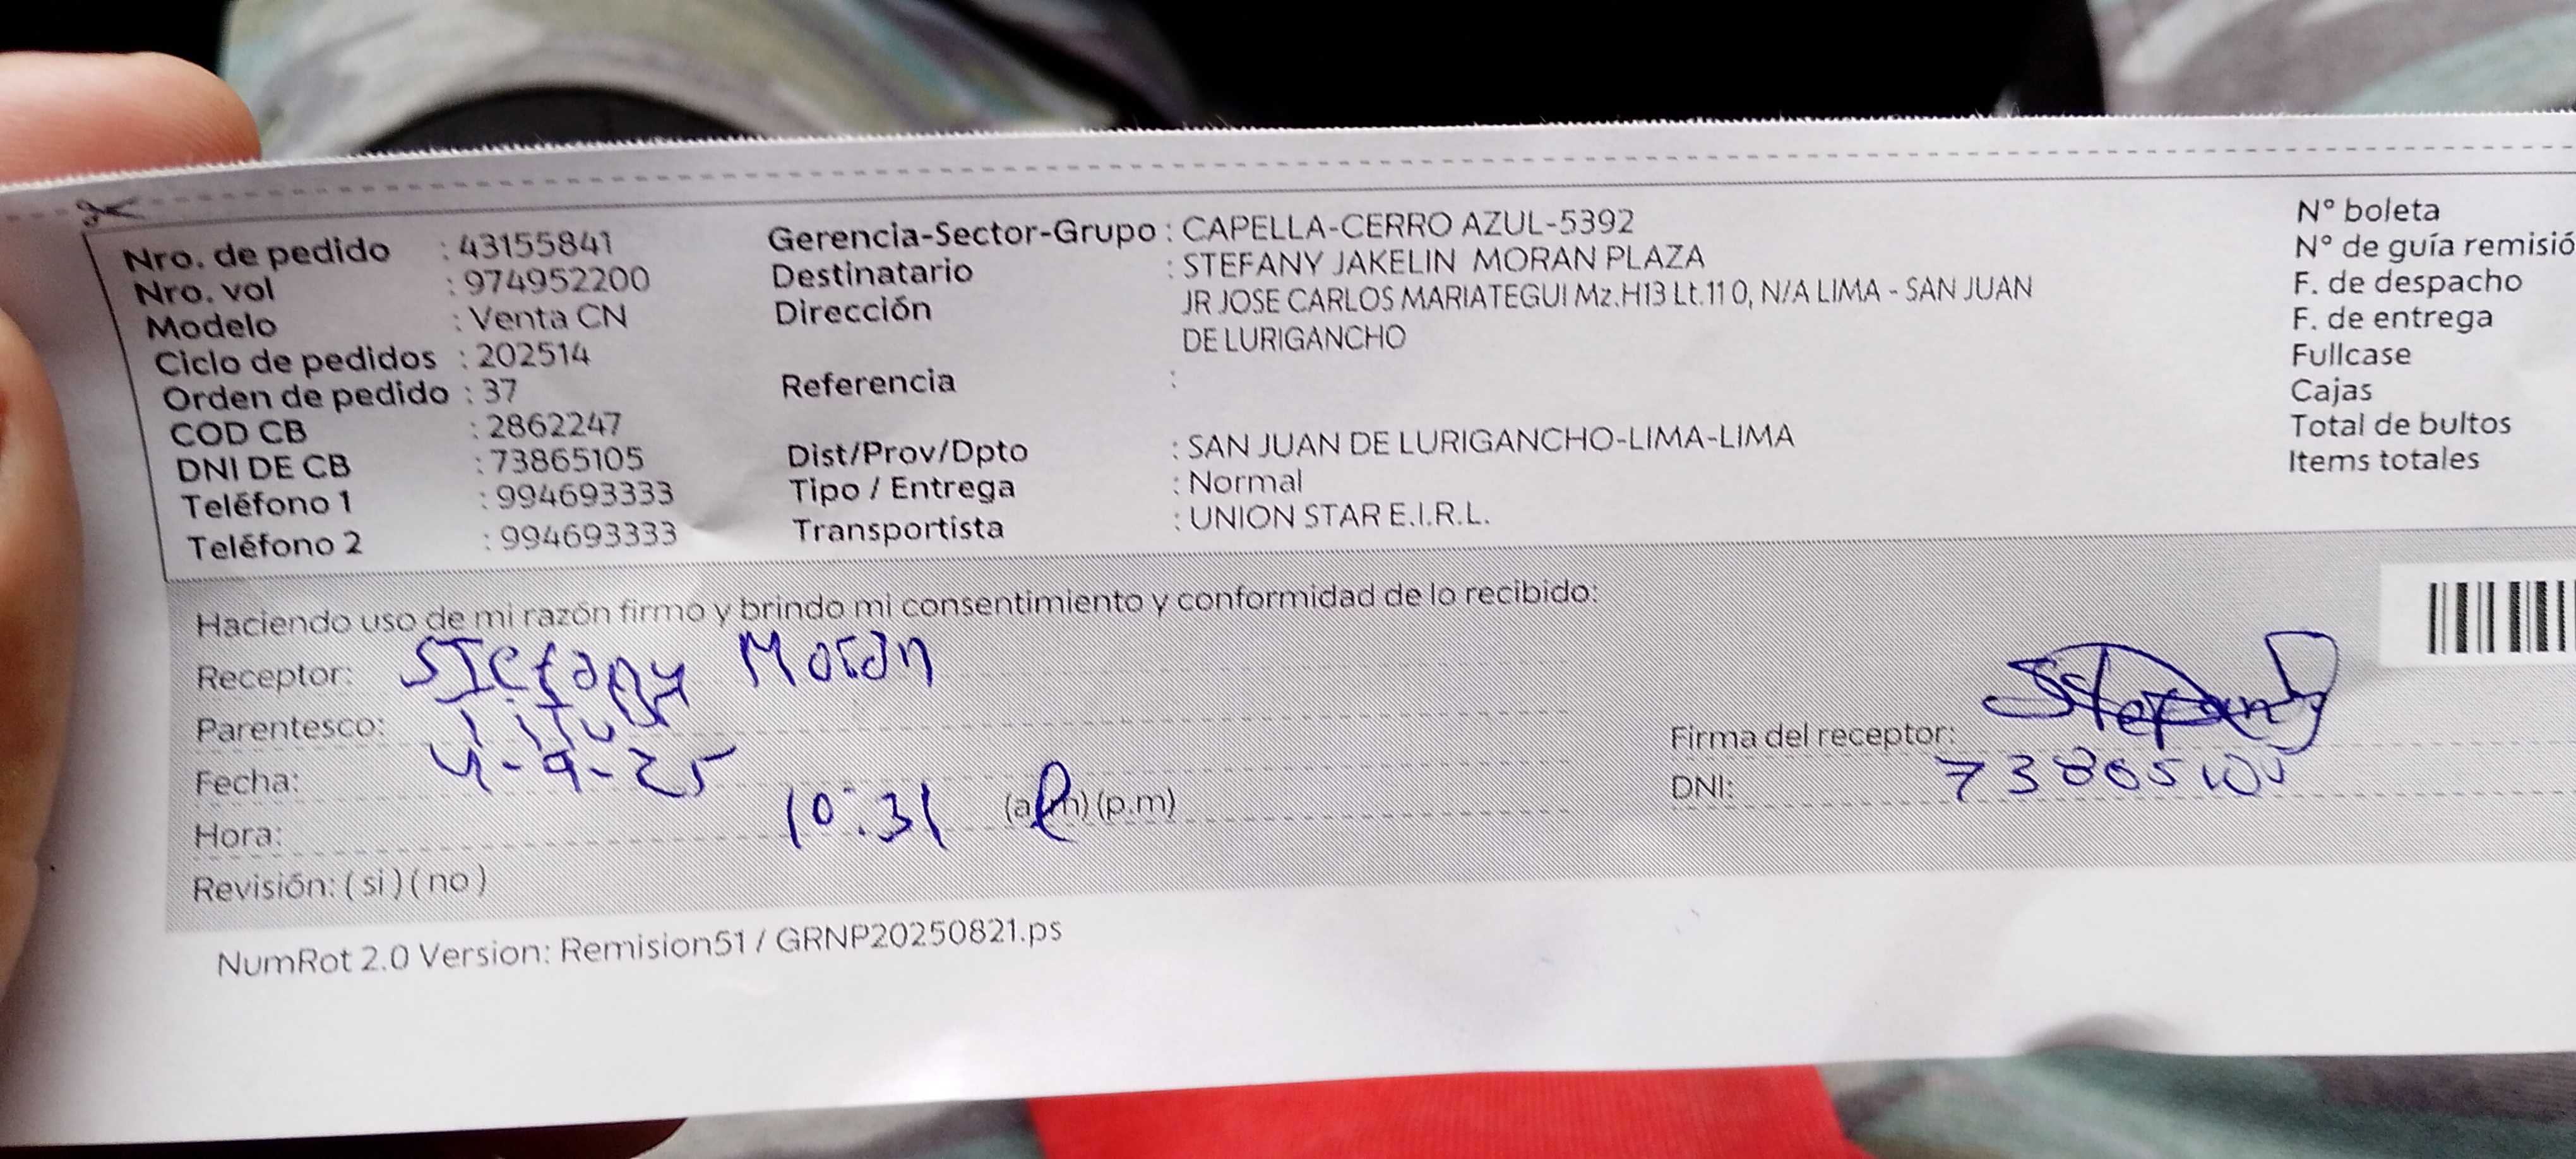 Nro. de pedido : 43155841
Nro. vol : 974952200
Modelo : Venta CN
Ciclo de pedidos : 202514
Orden de pedido : 37
COD CB : 2862247
DNI DE CB : 73865105
Teléfono 1 : 994693333
Teléfono 2 : 994693333
Gerencia-Sector-Grupo : CAPELLA-CERRO AZUL-5392
Destinatario : STEFANY JAKELIN MORAN PLAZA
Dirección JR JOSE CARLOS MARIATEGUI Mz.H13 Lt.11 0, N/A LIMA - SAN JUAN
DE LURIGANCHO
Referencia :
Dist/Prov/Dpto : SAN JUAN DE LURIGANCHO-LIMA-LIMA
Tipo / Entrega : Normal
Transportista : UNION STAR E.I.R.L.
N° boleta
N° de guía remisió
F. de despacho
F. de entrega
Fullcase
Cajas
Total de bultos
Items totales
Haciendo uso de mi razón firmo y brindo mi consentimiento y conformidad de lo recibido:
Receptor: Stefany Moran
Parentesco:
Fecha: 4-9-25
Hora: 10:31 (a.m) (p.m)
Revisión: ( si ) ( no )
Firma del receptor: Stefany
DNI: 73865105
NumRot 2.0 Version: Remision51 / GRNP20250821.ps